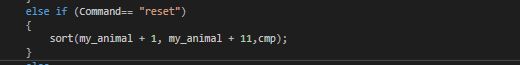 else if (Command== "reset")
{
sort(my_animal + 1, my_animal + 11,cmp);
}